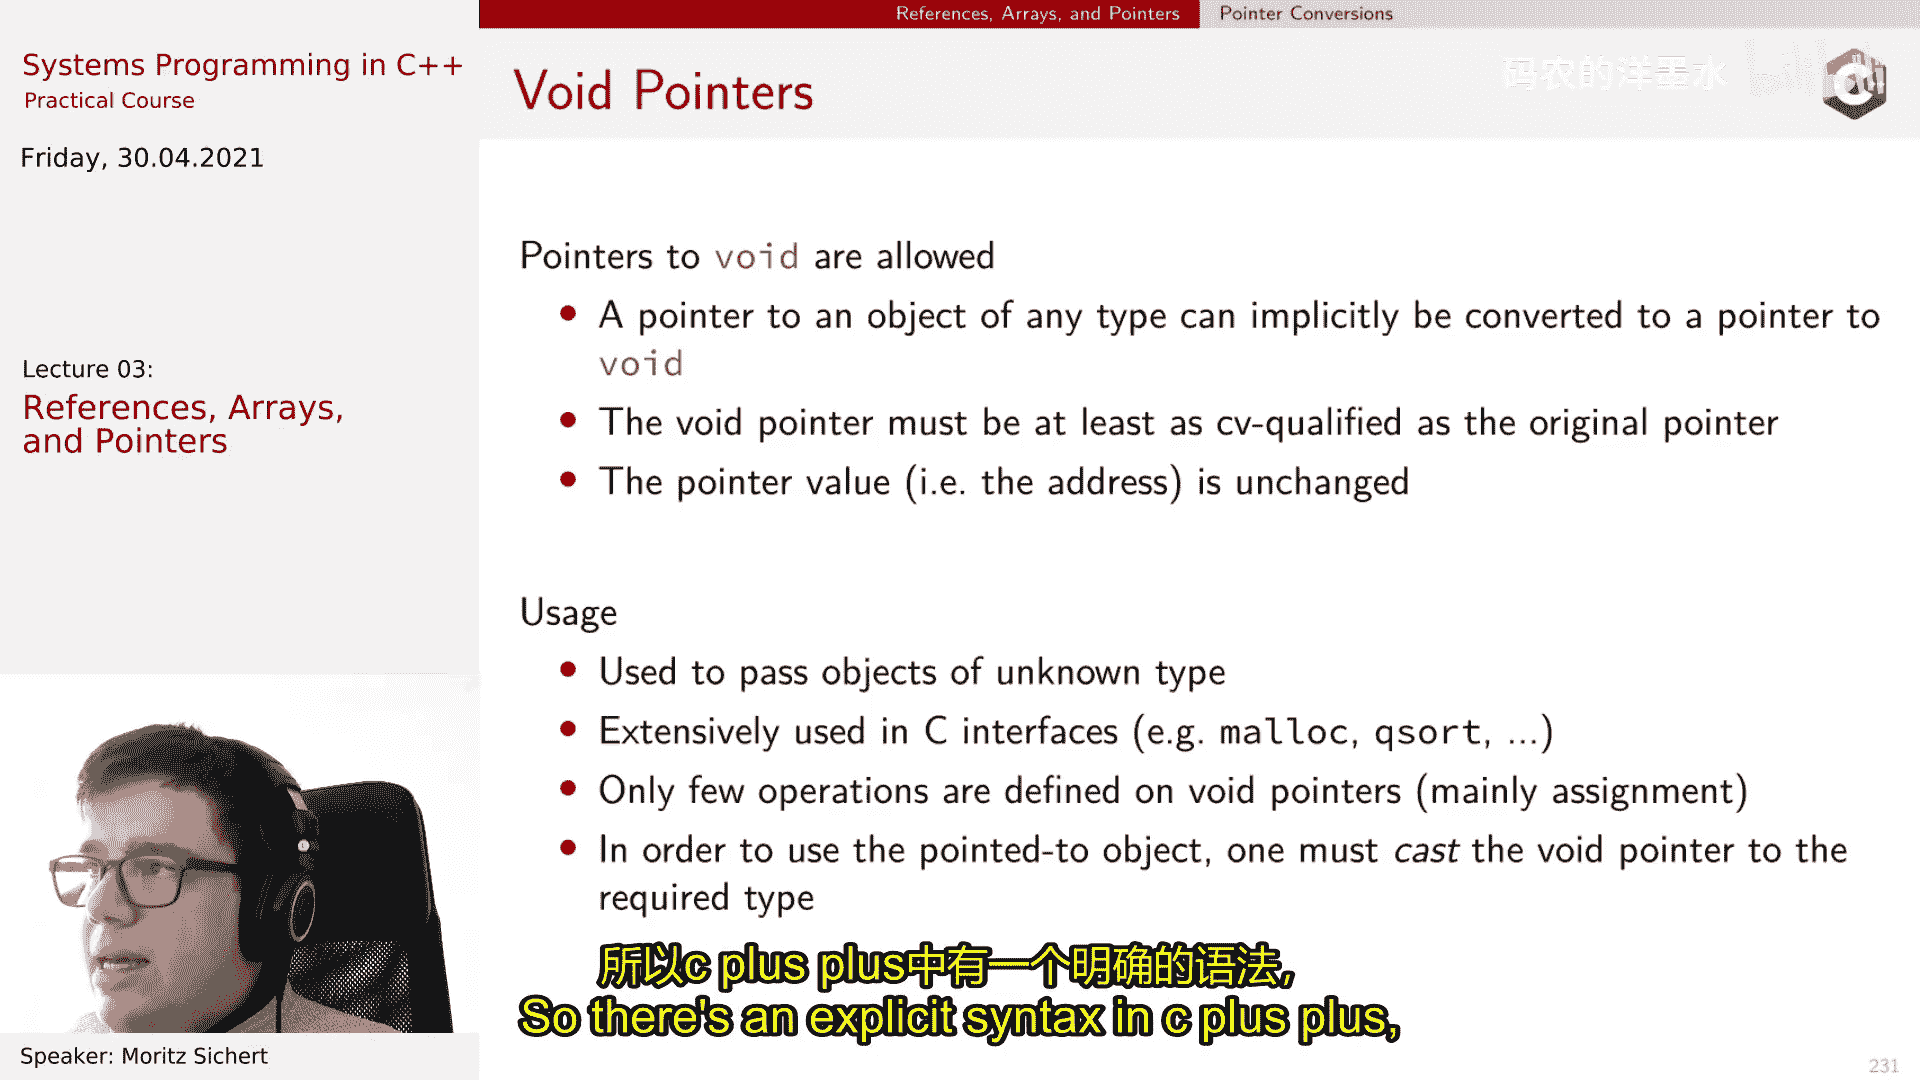 References, Arrays, and Pointers
Pointer Conversions
Systems Programming in C++
Practical Course
Friday, 30.04.2021
Lecture 03:
References, Arrays,
and Pointers
Void Pointers
码农的洋墨水
Pointers to void are allowed
• A pointer to an object of any type can implicitly be converted to a pointer to
void
• The void pointer must be at least as cv-qualified as the original pointer
• The pointer value (i.e. the address) is unchanged
Usage
• Used to pass objects of unknown type
• Extensively used in C interfaces (e.g. malloc, qsort, ...)
• Only few operations are defined on void pointers (mainly assignment)
• In order to use the pointed-to object, one must cast the void pointer to the
required type
所以c plus plus中有一个明确的语法,
So there's an explicit syntax in c plus plus,
Speaker: Moritz Sichert
231